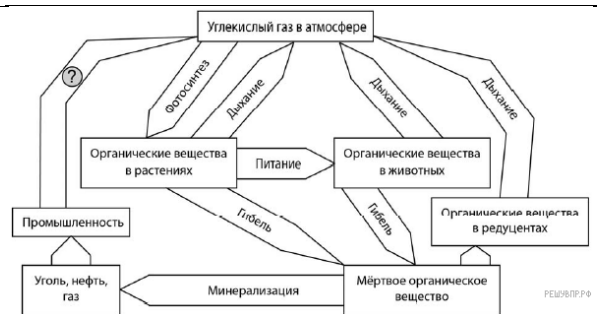 Углекислый газ в атмосфере
?
Фотосинтез
Дыхание
Дыхание
Дыхание
Органические вещества
в растениях
Питание
Органические вещества
в животных
Промышленность
Гибель
Гибель
Органические вещества
в редуцентах
Уголь, нефть,
газ
Минерализация
Мёртвое органическое
вещество
РЕШУВПР.РФ